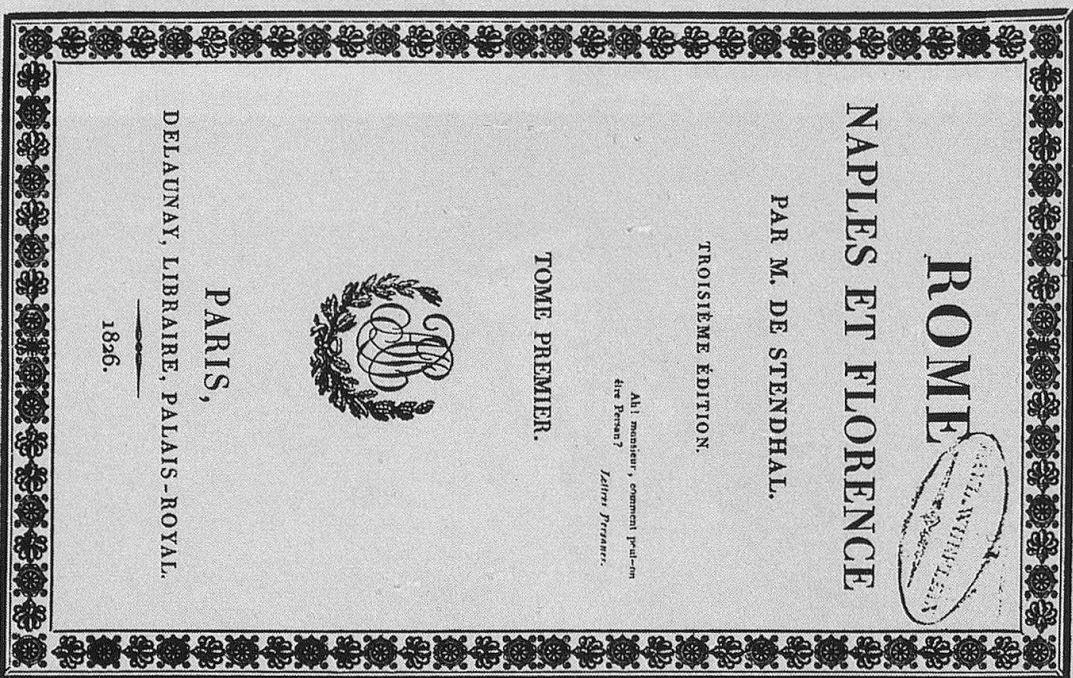 ROME
NAPLES ET FLORENCE
PAR M. DE STENDHAL.
TROISIÈME ÉDITION.
Ah! monsieur, comment peut-on
être Persan?
Lettres Persanes.
TOME PREMIER.
PARIS,
DELAUNAY, LIBRAIRE, PALAIS-ROYAL.
1826.